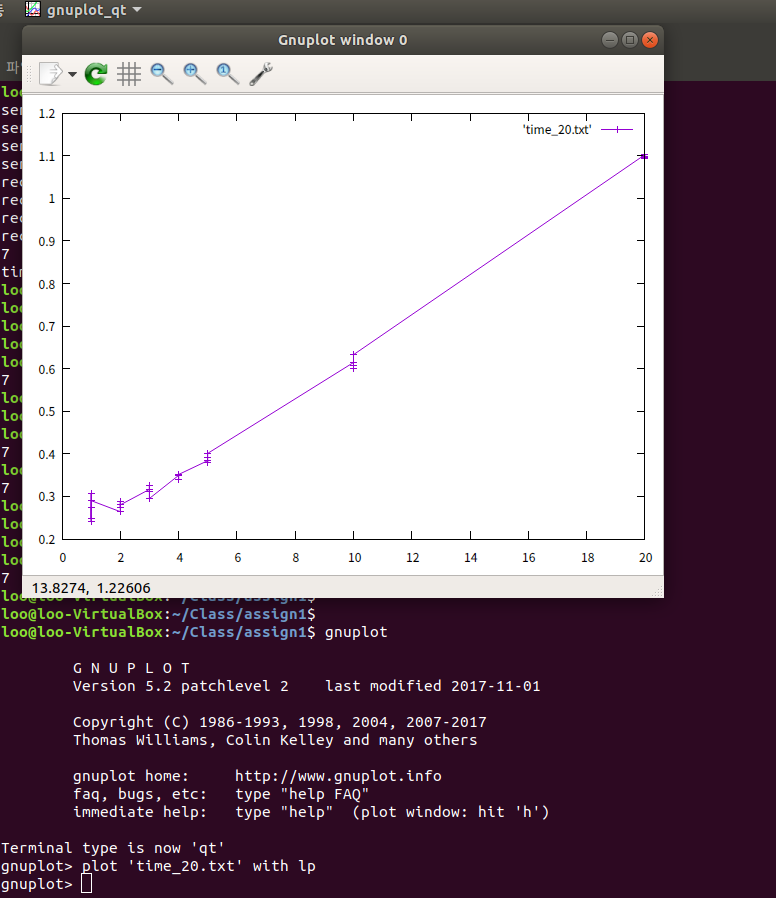 gnuplot_qt
Gnuplot window 0
파
1.2
1.1
1
0.9
0.8
0.7
0.6
0.5
0.4
0.3
0.2
'time_20.txt'
0 2 4 6 8 10 12 14 16 18 20
13.8274, 1.22606
loo
ser
ser
ser
ser
rec
rec
rec
rec
7
tim
loo
loo
loo
loo
loo
7
loo
loo
loo
7
loo
7
loo
loo
loo
loo
7
loo@loo-VirtualBox:~/Class/assign1$
loo@loo-VirtualBox:~/Class/assign1$
loo@loo-VirtualBox:~/Class/assign1$ gnuplot
G N U P L O T
Version 5.2 patchlevel 2 last modified 2017-11-01
Copyright (C) 1986-1993, 1998, 2004, 2007-2017
Thomas Williams, Colin Kelley and many others
gnuplot home: http://www.gnuplot.info
faq, bugs, etc: type "help FAQ"
immediate help: type "help" (plot window: hit 'h')
Terminal type is now 'qt'
gnuplot> plot 'time_20.txt' with lp
gnuplot>